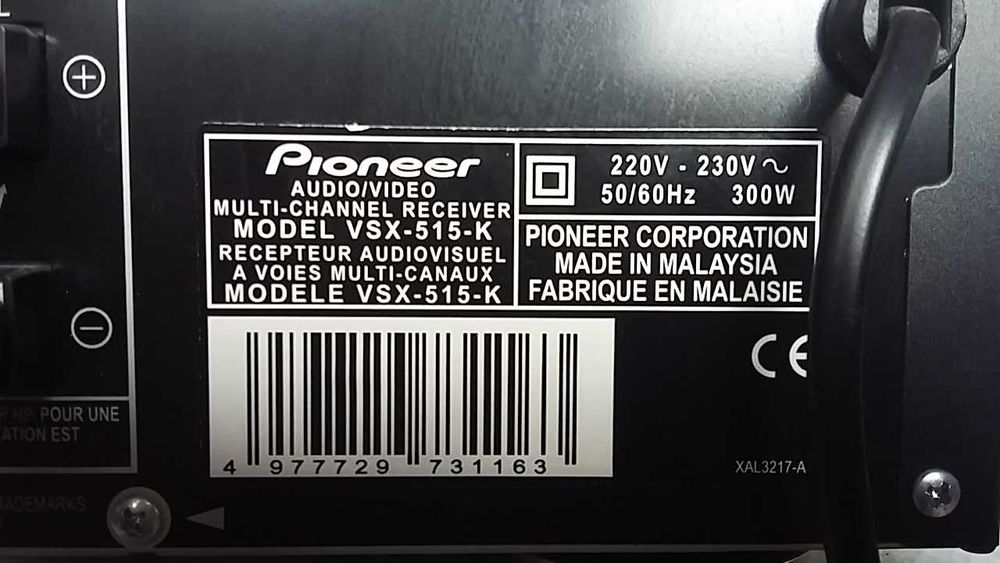 Pioneer
AUDIO/VIDEO
MULTI-CHANNEL RECEIVER
MODEL VSX-515-K
RECEPTEUR AUDIOVISUEL
A VOIES MULTI-CANAUX
MODELE VSX-515-K
220V - 230V ~
50/60Hz 300W
PIONEER CORPORATION
MADE IN MALAYSIA
FABRIQUE EN MALAISIE
CE
4 977729 731163
XAL3217-A
HP POUR UNE
EST